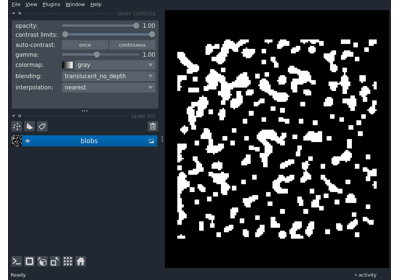 File View Plugins Window Help
layer controls
opacity: 1.00
contrast limits:
auto-contrast: once continuous
gamma: 1.00
colormap: gray
blending: translucent_no_depth
interpolation: nearest
layer list
blobs
Ready
activity